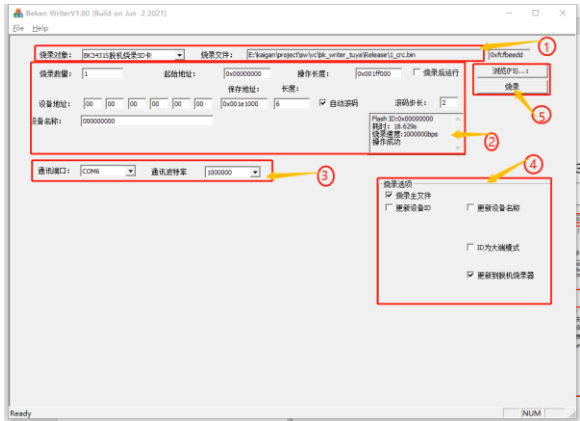 Beken WriterV1.60 (Build on Jun 2 2021)
File Help
①
烧录对象: BK3431S脱机烧录SD卡 烧录文件: E:\kaigan\project\sw\vc\bk_writer_tuya\Release\1_crc.bin 0xfcfbeedd
烧录数量: 1 起始地址: 0x00000000 操作长度: 0x001ff000 烧录后运行 浏览(FS)...:
保存地址: 长度: 烧录
设备地址: 00 00 00 00 00 00 0x001e1000 6 自动滚码 滚码步长: 2
⑤
设备名称: 000000000
Flash ID:0x00000000
耗时: 18.629s
烧录速度:1000000bps
操作成功
②
通讯端口: COM6 通讯波特率 1000000
③
④
烧录选项
烧录主文件
更新设备ID 更新设备名称
ID为大端模式
更新到脱机烧录器
Ready NUM